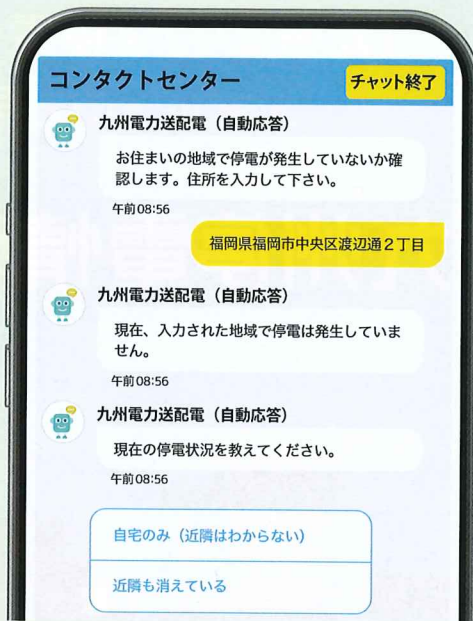 コンタクトセンター
チャット終了
九州電力送配電（自動応答）
お住まいの地域で停電が発生していないか確
認します。住所を入力して下さい。
午前08:56
福岡県福岡市中央区渡辺通２丁目
九州電力送配電（自動応答）
現在、入力された地域で停電は発生していま
せん。
午前08:56
九州電力送配電（自動応答）
現在の停電状況を教えてください。
午前08:56
自宅のみ（近隣はわからない）
近隣も消えている